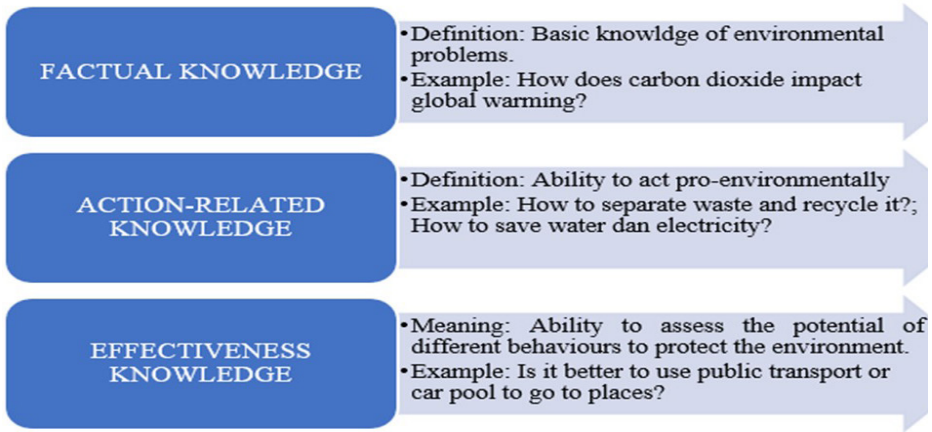 FACTUAL KNOWLEDGE
•Definition: Basic knowldge of environmental
problems.
•Example: How does carbon dioxide impact
global warming?
ACTION-RELATED
KNOWLEDGE
•Definition: Ability to act pro-environmentally
•Example: How to separate waste and recycle it?;
How to save water dan electricity?
EFFECTIVENESS
KNOWLEDGE
•Meaning: Ability to assess the potential of
different behaviours to protect the environment.
•Example: Is it better to use public transport or
car pool to go to places?